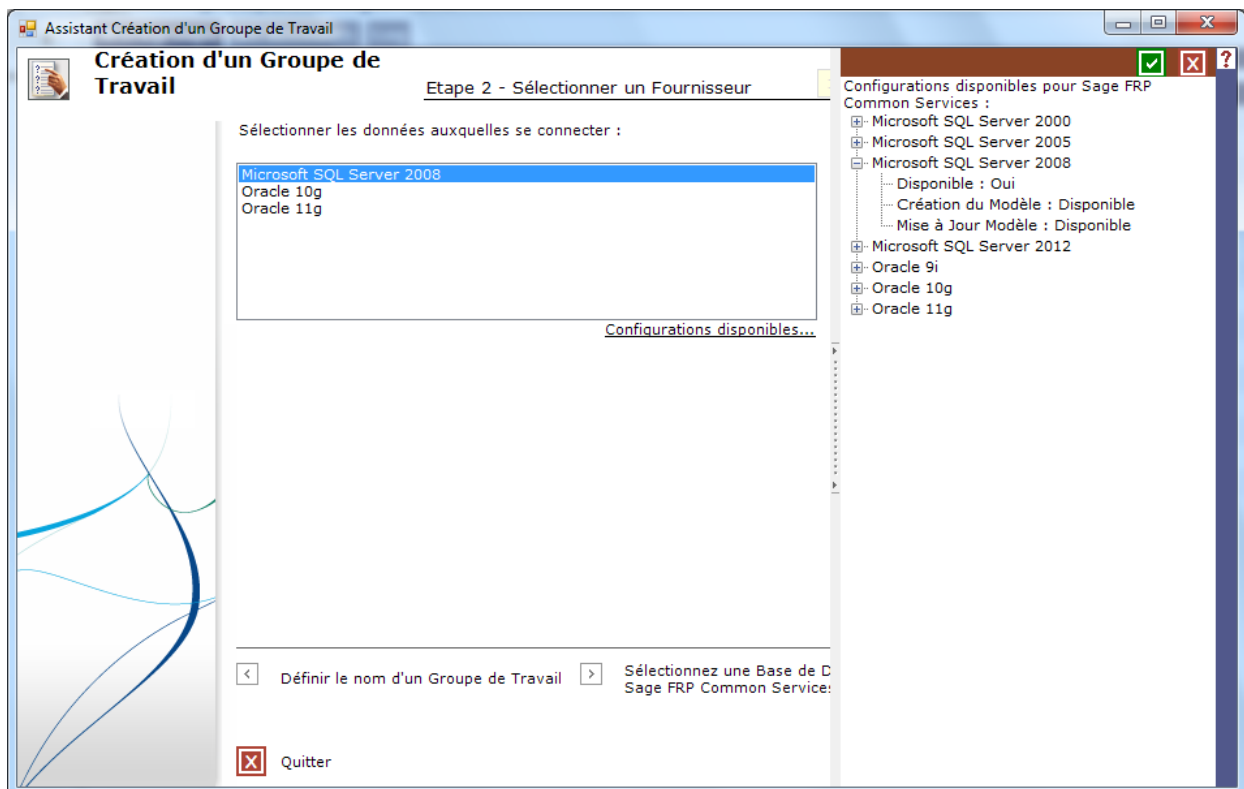 Assistant Création d'un Groupe de Travail
Création d'un Groupe de
Travail
Etape 2 - Sélectionner un Fournisseur
Sélectionner les données auxquelles se connecter :
Microsoft SQL Server 2008
Oracle 10g
Oracle 11g
Configurations disponibles...
Définir le nom d'un Groupe de Travail
Sélectionnez une Base de D
Sage FRP Common Services
Quitter
Configurations disponibles pour Sage FRP
Common Services :
Microsoft SQL Server 2000
Microsoft SQL Server 2005
Microsoft SQL Server 2008
Disponible : Oui
Création du Modèle : Disponible
Mise à Jour Modèle : Disponible
Microsoft SQL Server 2012
Oracle 9i
Oracle 10g
Oracle 11g